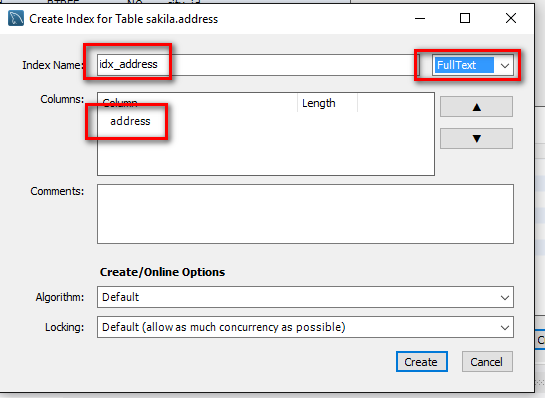 Create Index for Table sakila.address
Index Name: idx_address FullText
Columns: Column Length
address
Comments:
Create/Online Options
Algorithm: Default
Locking: Default (allow as much concurrency as possible)
Create Cancel